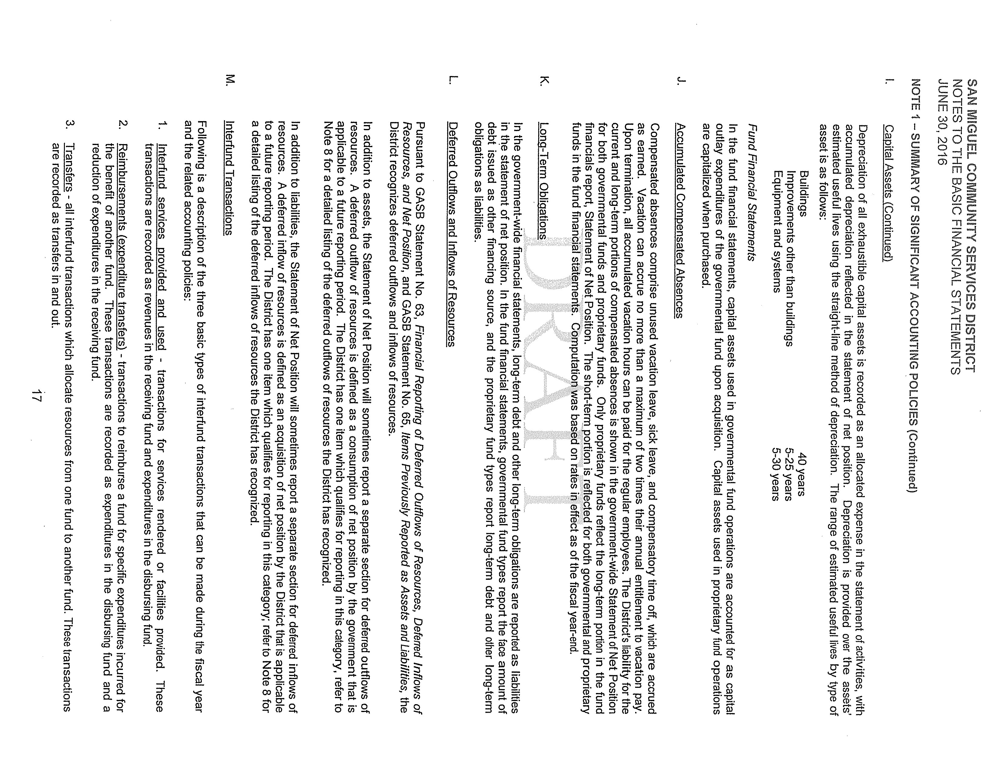 SAN MIGUEL COMMUNITY SERVICES DISTRICT
NOTES TO THE BASIC FINANCIAL STATEMENTS
JUNE 30, 2016
NOTE 1 – SUMMARY OF SIGNIFICANT ACCOUNTING POLICIES (Continued)
I. Capital Assets (Continued)
Depreciation of all exhaustible capital assets is recorded as an allocated expense in the statement of activities, with
accumulated depreciation reflected in the statement of net position. Depreciation is provided over the assets'
estimated useful lives using the straight-line method of depreciation. The range of estimated useful lives by type of
asset is as follows:
Buildings 40 years
Improvements other than buildings 5-25 years
Equipment and systems 5-30 years
Fund Financial Statements
In the fund financial statements, capital assets used in governmental fund operations are accounted for as capital
outlay expenditures of the governmental fund upon acquisition. Capital assets used in proprietary fund operations
are capitalized when purchased.
J. Accumulated Compensated Absences
Compensated absences comprise unused vacation leave, sick leave, and compensatory time off, which are accrued
as earned. Vacation can accrue no more than a maximum of two times their annual entitlement to vacation pay.
Upon termination, all accumulated vacation hours can be paid for the regular employees. The District's liability for the
current and long-term portions of compensated absences is shown in the government-wide Statement of Net Position
for both governmental funds and proprietary funds. Only proprietary funds reflect the long-term portion in the fund
financials report, Statement of Net Position. The short-term portion is reflected for both governmental and proprietary
funds in the fund financial statements. Computation was based on rates in effect as of the fiscal year-end.
DRAFT
K. Long-Term Obligations
In the government-wide financial statements, long-term debt and other long-term obligations are reported as liabilities
in the statement of net position. In the fund financial statements, governmental fund types report the face amount of
debt issued as other financing source, and the proprietary fund types report long-term debt and other long-term
obligations as liabilities.
L. Deferred Outflows and Inflows of Resources
Pursuant to GASB Statement No. 63, Financial Reporting of Deferred Outflows of Resources, Deferred Inflows of
Resources, and Net Position, and GASB Statement No. 65, Items Previously Reported as Assets and Liabilities, the
District recognizes deferred outflows and inflows of resources.
In addition to assets, the Statement of Net Position will sometimes report a separate section for deferred outflows of
resources. A deferred outflow of resources is defined as a consumption of net position by the government that is
applicable to a future reporting period. The District has one item which qualifies for reporting in this category, refer to
Note 8 for a detailed listing of the deferred outflows of resources the District has recognized.
In addition to liabilities, the Statement of Net Position will sometimes report a separate section for deferred inflows of
resources. A deferred inflow of resources is defined as an acquisition of net position by the District that is applicable
to a future reporting period. The District has one item which qualifies for reporting in this category; refer to Note 8 for
a detailed listing of the deferred inflows of resources the District has recognized.
M. Interfund Transactions
Following is a description of the three basic types of interfund transactions that can be made during the fiscal year
and the related accounting policies:
1. Interfund services provided and used - transactions for services rendered or facilities provided. These
transactions are recorded as revenues in the receiving fund and expenditures in the disbursing fund.
2. Reimbursements (expenditure transfers) - transactions to reimburse a fund for specific expenditures incurred for
the benefit of another fund. These transactions are recorded as expenditures in the disbursing fund and a
reduction of expenditures in the receiving fund.
3. Transfers - all interfund transactions which allocate resources from one fund to another fund. These transactions
are recorded as transfers in and out.
17